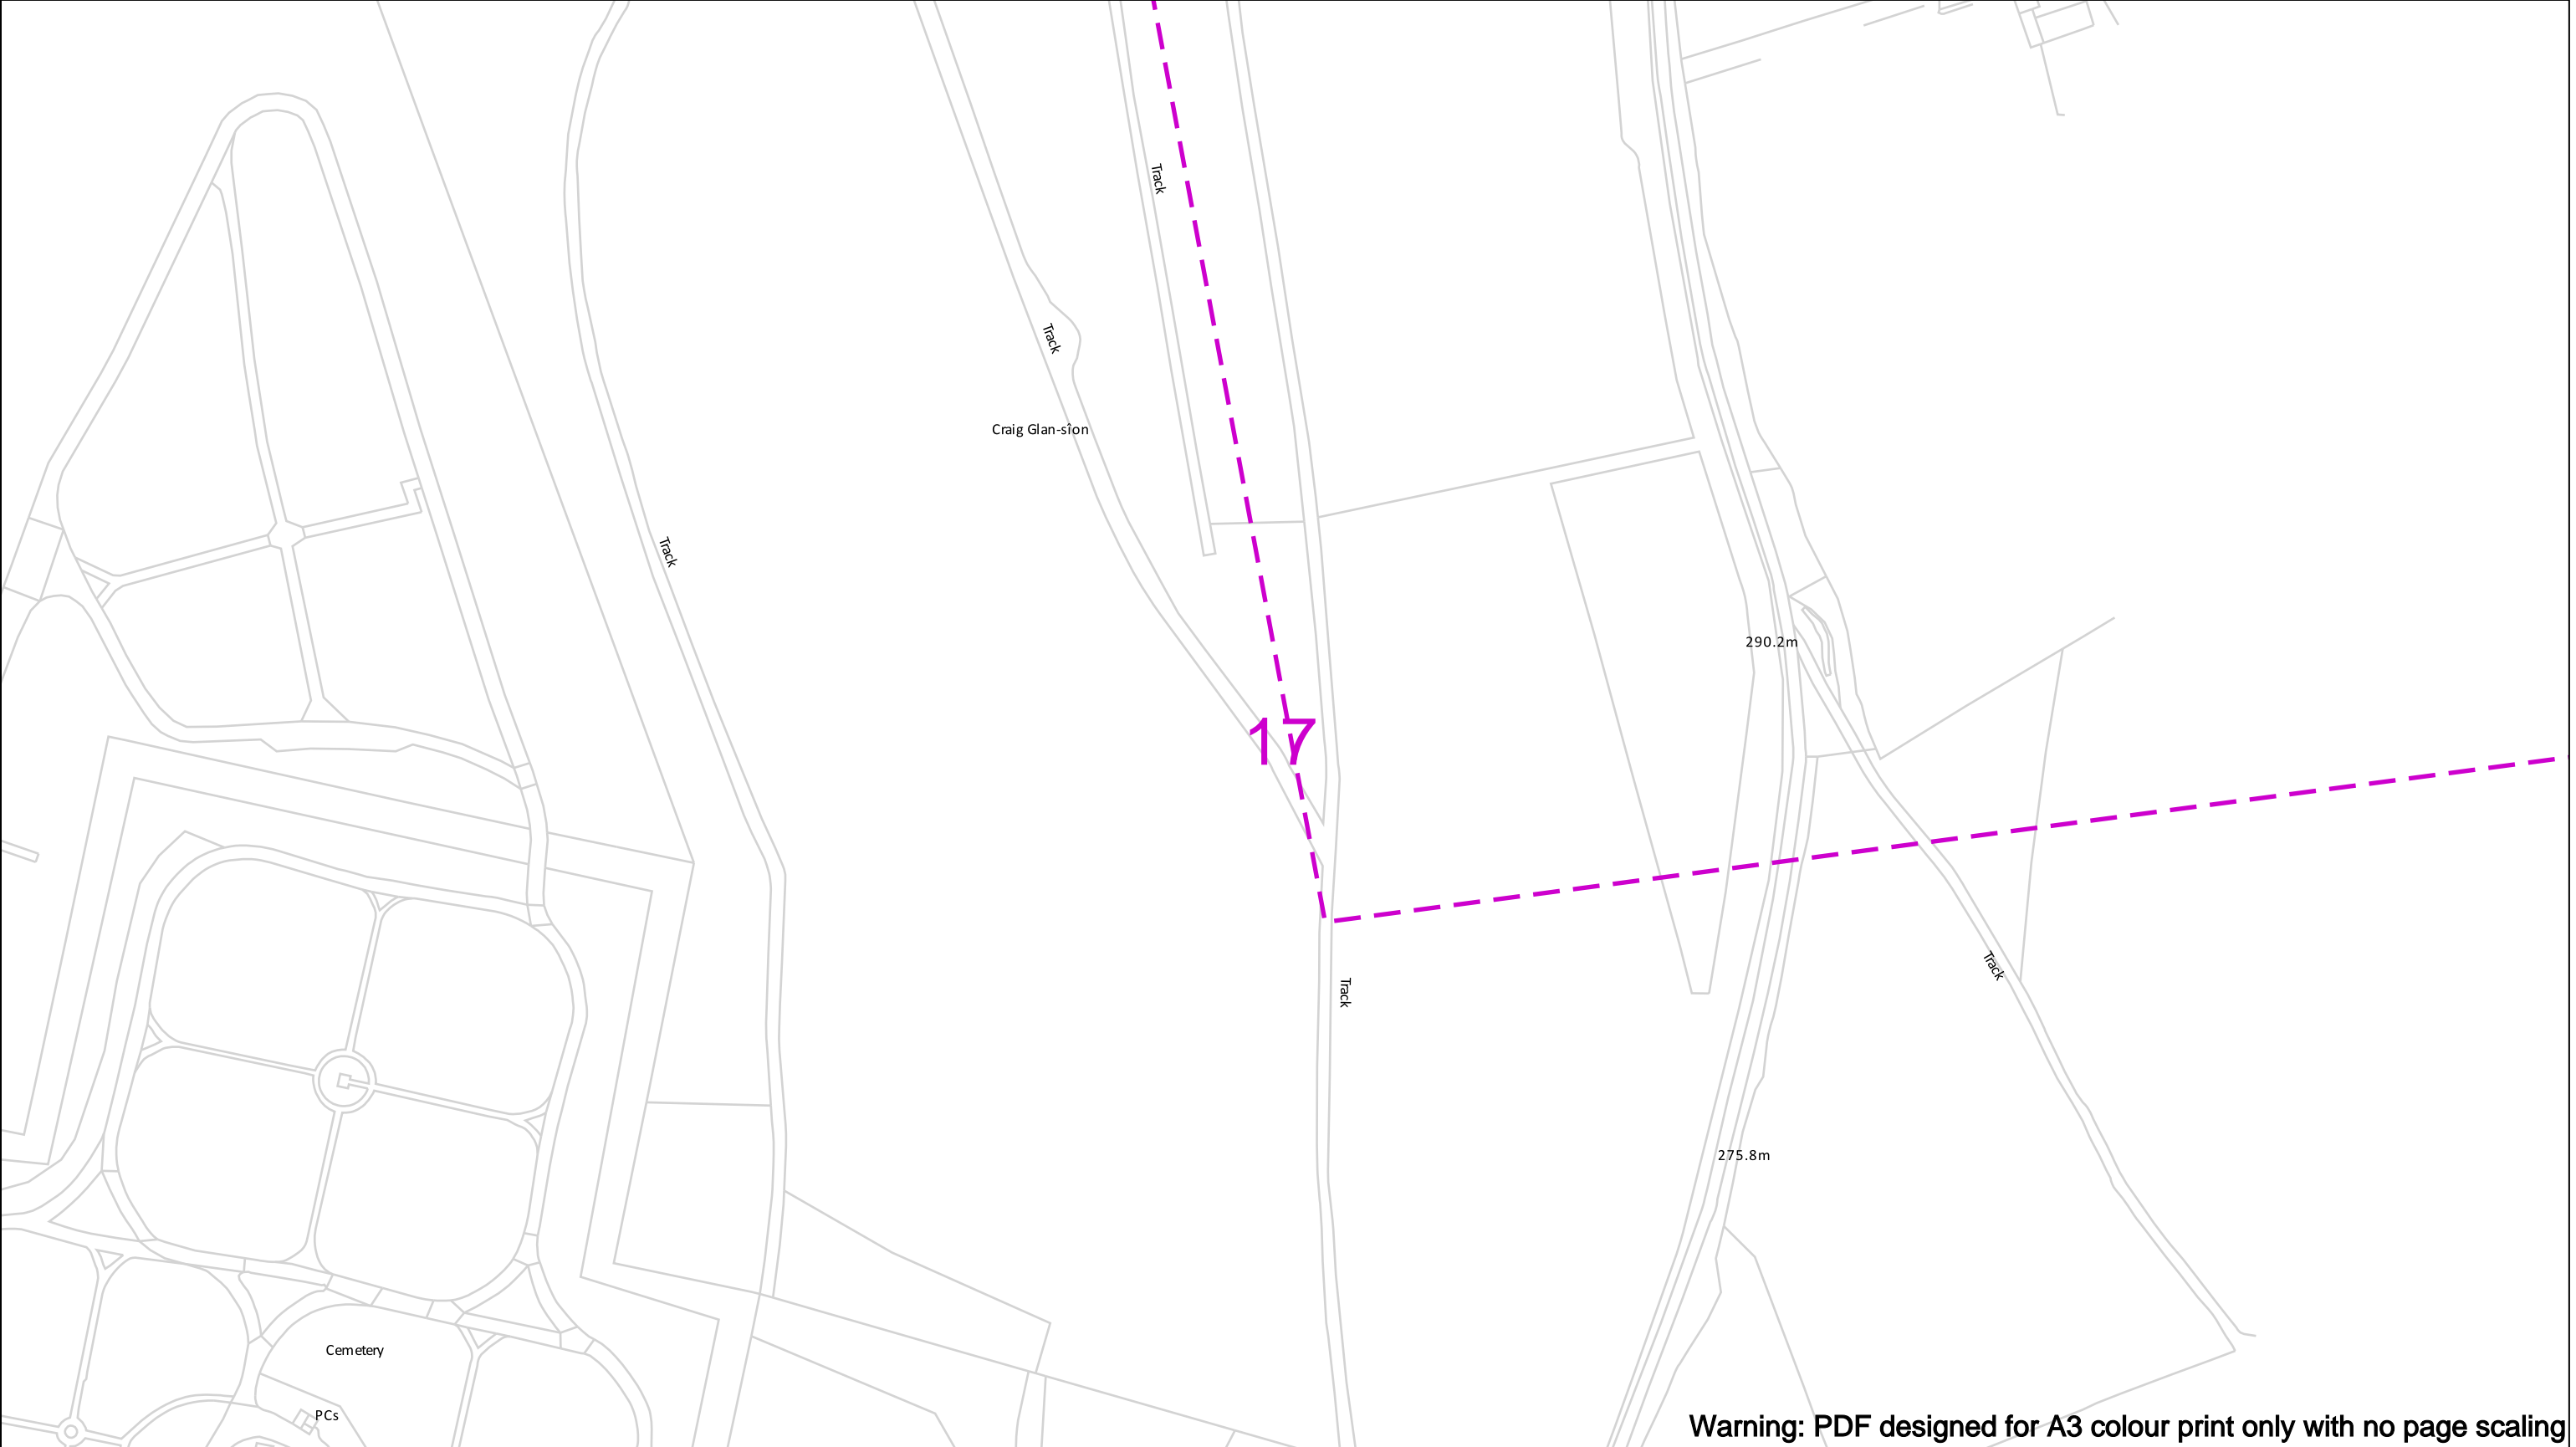 Track
Track
Craig Glan-sîon
Track
290.2m
17
Track
Track
275.8m
Cemetery
PCs
Warning: PDF designed for A3 colour print only with no page scaling